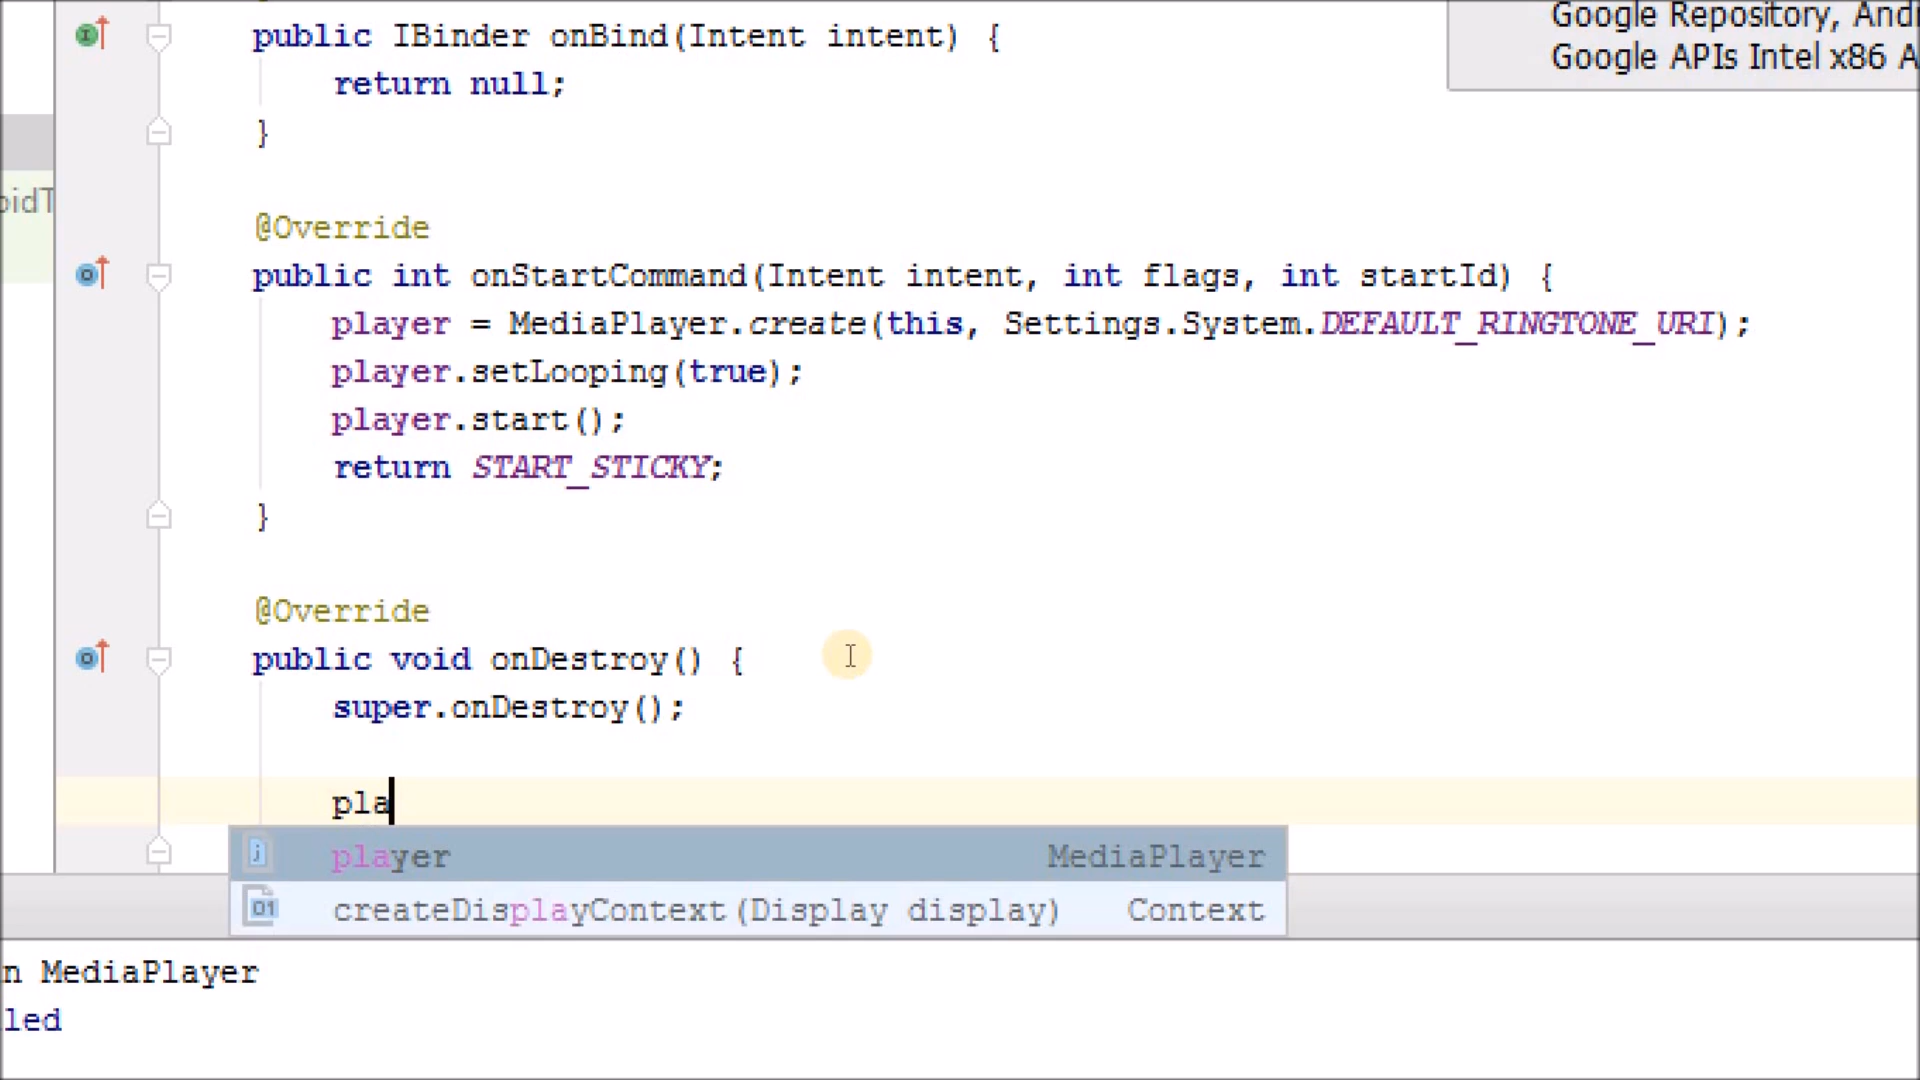 Google Repository, And
Google APIs Intel x86 A
public IBinder onBind(Intent intent) {
return null;
}
oidT
@Override
public int onStartCommand(Intent intent, int flags, int startId) {
player = MediaPlayer.create(this, Settings.System.DEFAULT_RINGTONE_URI);
player.setLooping(true);
player.start();
return START_STICKY;
}
@Override
public void onDestroy() {
super.onDestroy();
pla
player MediaPlayer
createDisplayContext(Display display) Context
n MediaPlayer
led